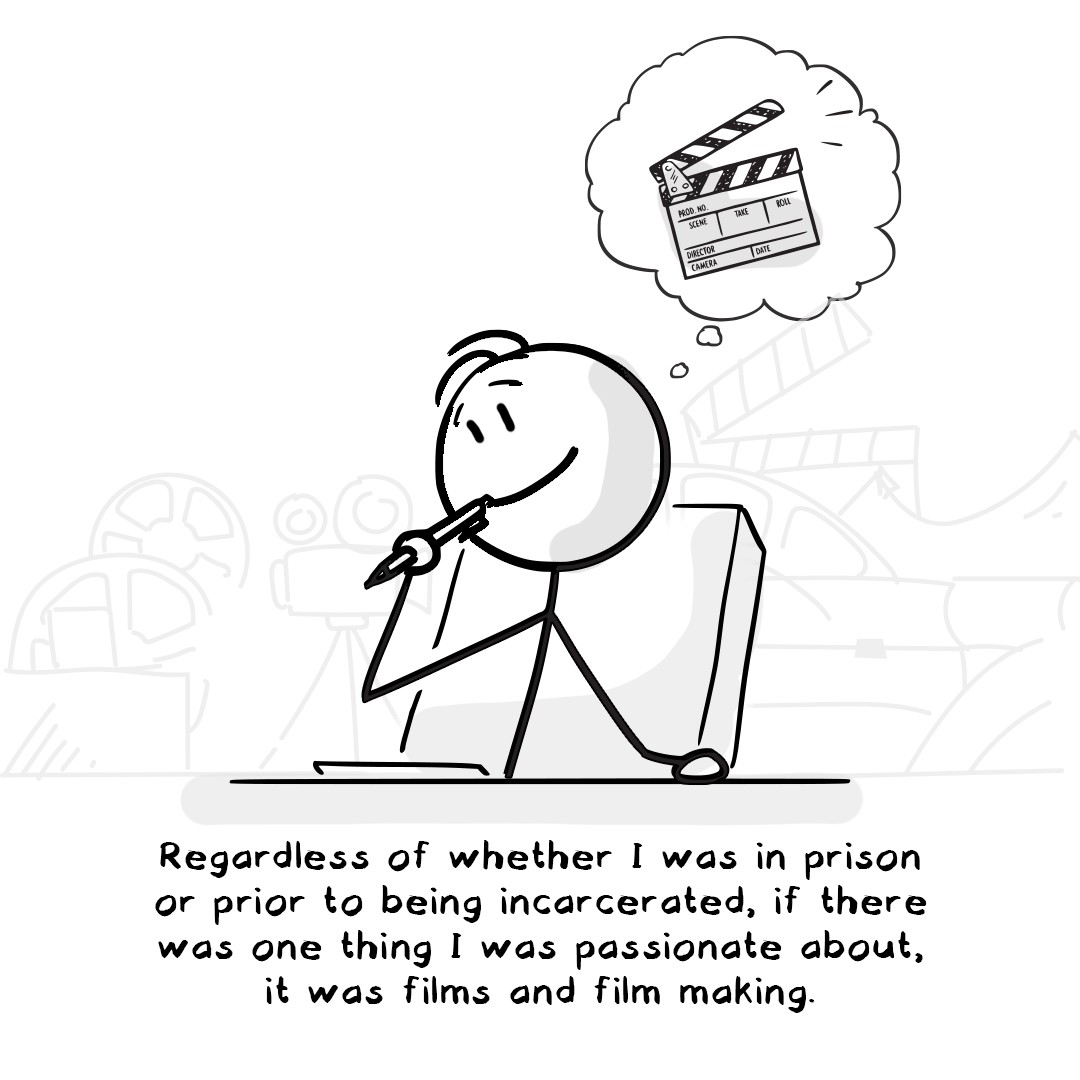 PROD. NO.
SCENE
TAKE
ROLL
DIRECTOR
DATE
CAMERA
Regardless of whether I was in prison
or prior to being incarcerated, if there
was one thing I was passionate about,
it was films and film making.